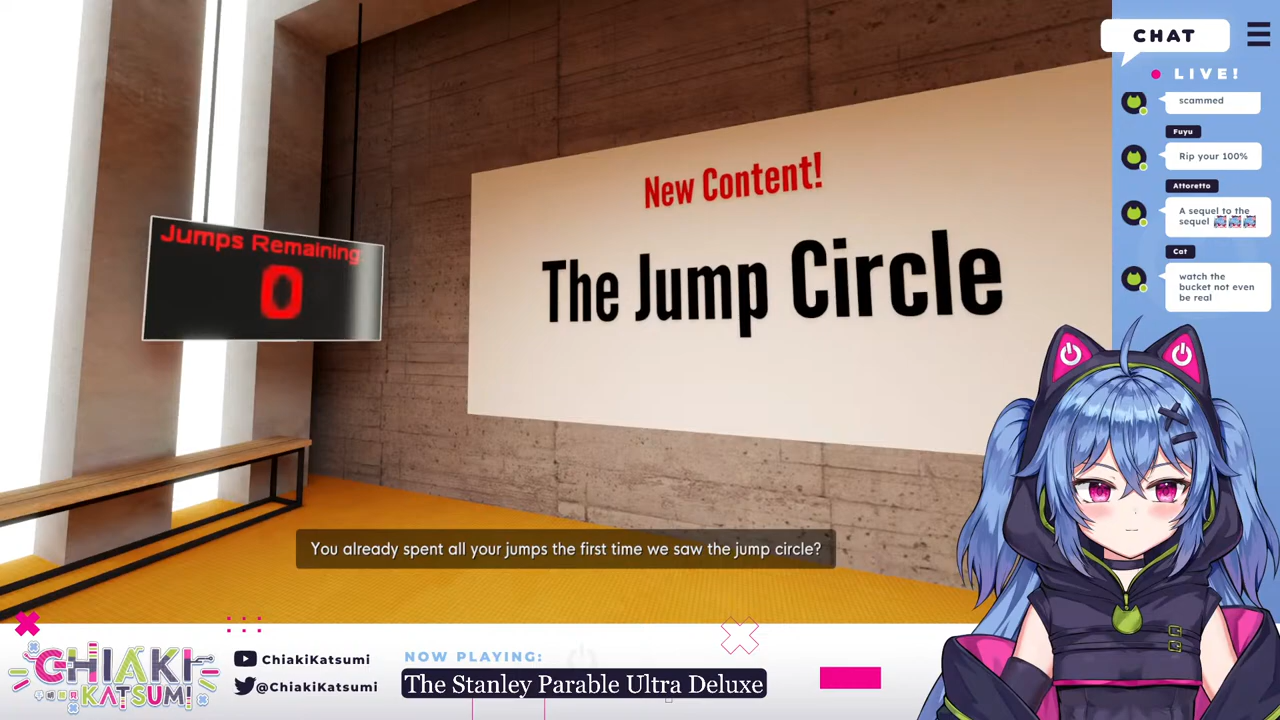 CHAT
LIVE!
scammed
Fuyu
Rip your 100%
Attoretto
A sequel to the
sequel
Cat
watch the
bucket not even
be real
Jumps Remaining:
0
New Content!
The Jump Circle
You already spent all your jumps the first time we saw the jump circle?
CHIAKI
KATSUMI
ChiakiKatsumi
@ChiakiKatsumi
NOW PLAYING:
The Stanley Parable Ultra Deluxe